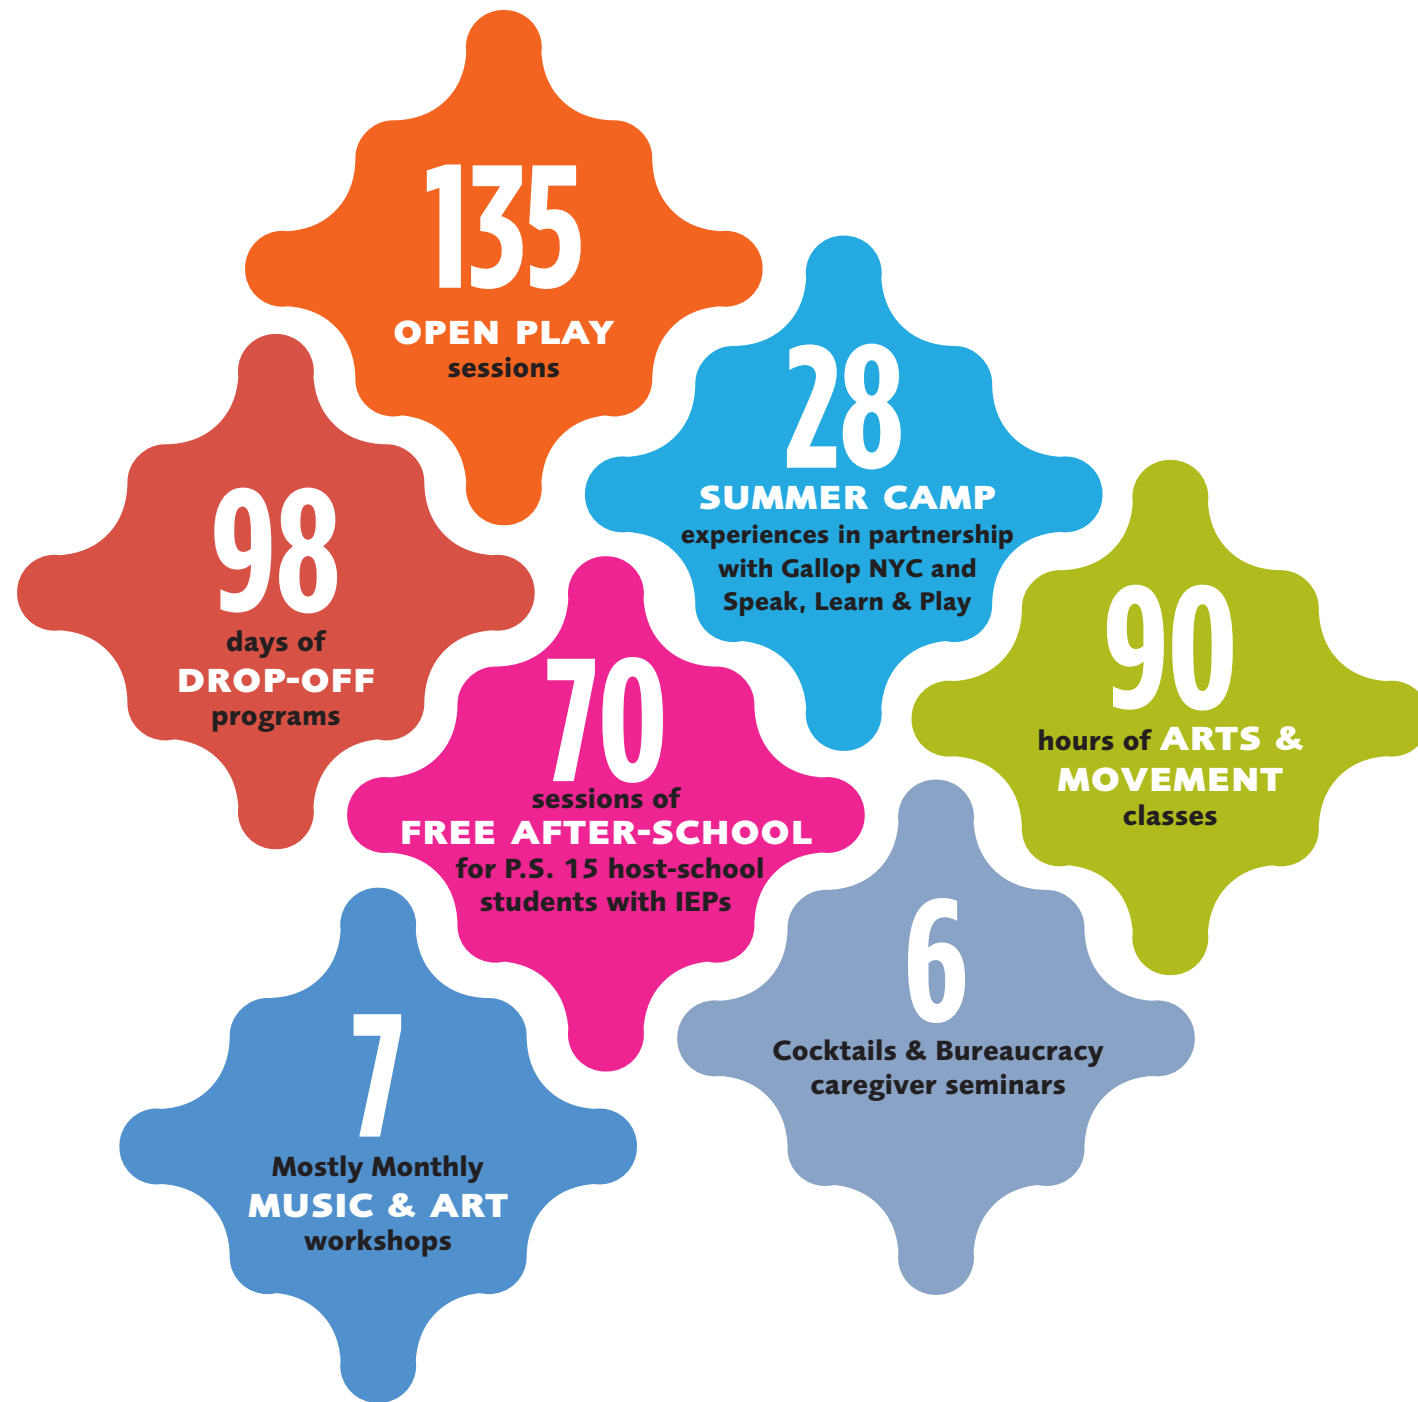 135
OPEN PLAY
sessions
28
SUMMER CAMP
experiences in partnership
with Gallop NYC and
Speak, Learn & Play
98
days of
DROP-OFF
programs
70
sessions of
FREE AFTER-SCHOOL
for P.S. 15 host-school
students with IEPs
90
hours of ARTS &
MOVEMENT
classes
6
Cocktails & Bureaucracy
caregiver seminars
7
Mostly Monthly
MUSIC & ART
workshops